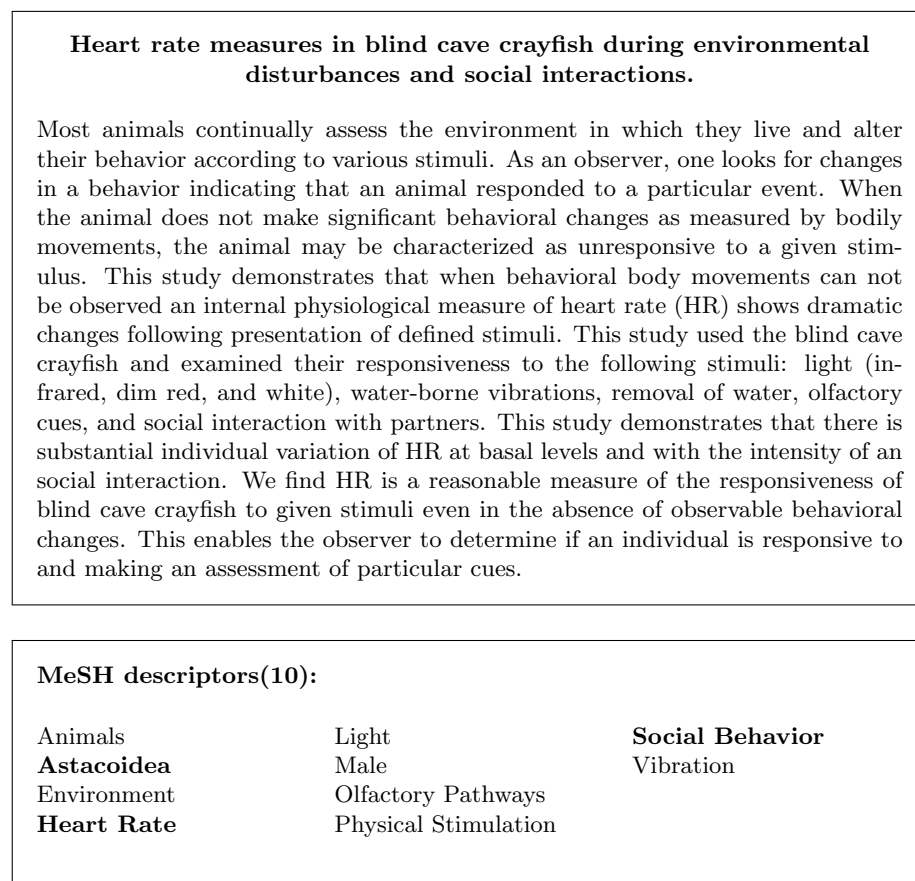 Heart rate measures in blind cave crayfish during environmental
disturbances and social interactions.
Most animals continually assess the environment in which they live and alter
their behavior according to various stimuli. As an observer, one looks for changes
in a behavior indicating that an animal responded to a particular event. When
the animal does not make significant behavioral changes as measured by bodily
movements, the animal may be characterized as unresponsive to a given stim-
ulus. This study demonstrates that when behavioral body movements can not
be observed an internal physiological measure of heart rate (HR) shows dramatic
changes following presentation of defined stimuli. This study used the blind cave
crayfish and examined their responsiveness to the following stimuli: light (in-
frared, dim red, and white), water-borne vibrations, removal of water, olfactory
cues, and social interaction with partners. This study demonstrates that there is
substantial individual variation of HR at basal levels and with the intensity of an
social interaction. We find HR is a reasonable measure of the responsiveness of
blind cave crayfish to given stimuli even in the absence of observable behavioral
changes. This enables the observer to determine if an individual is responsive to
and making an assessment of particular cues.
MeSH descriptors(10):
Animals
Astacoidea
Environment
Heart Rate
Light
Male
Olfactory Pathways
Physical Stimulation
Social Behavior
Vibration